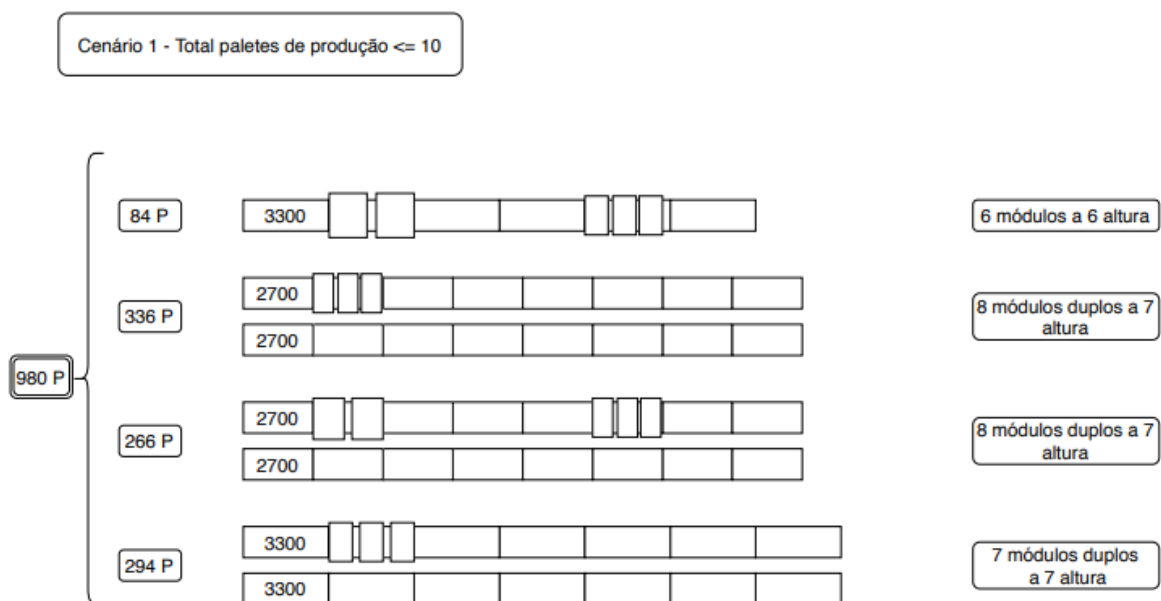 Cenário 1 - Total paletes de produção <= 10
84 P
3300
6 módulos a 6 altura
336 P
2700
2700
8 módulos duplos a 7
altura
980 P
266 P
2700
2700
8 módulos duplos a 7
altura
294 P
3300
3300
7 módulos duplos
a 7 altura